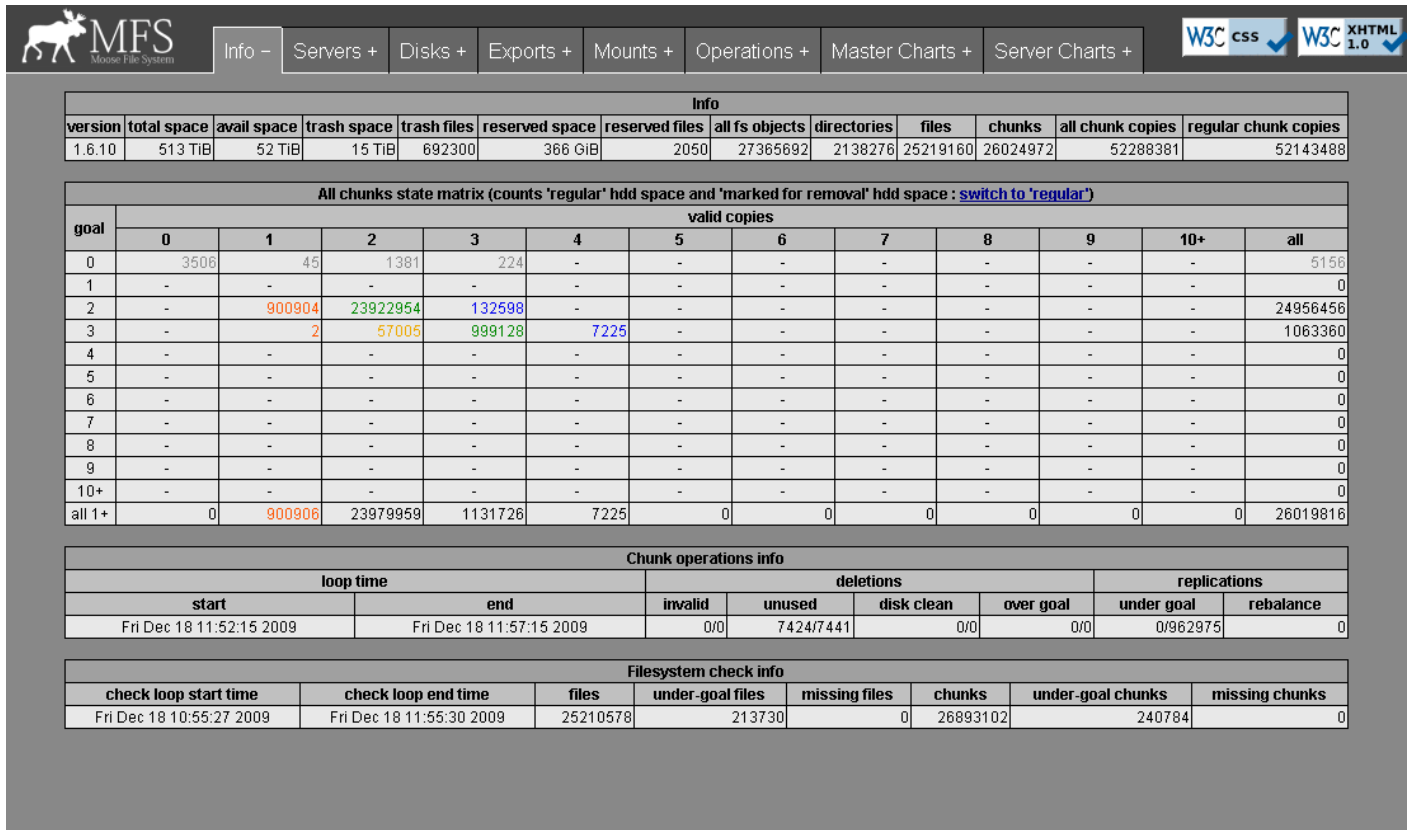 MFS
Moose File System
Info – Servers + Disks + Exports + Mounts + Operations + Master Charts + Server Charts +
W3C css W3C XHTML 1.0
Info
version total space avail space trash space trash files reserved space reserved files all fs objects directories files chunks all chunk copies regular chunk copies
1.6.10 513 TiB 52 TiB 15 TiB 692300 366 GiB 2050 27365692 2138276 25219160 26024972 52288381 52143488
All chunks state matrix (counts 'regular' hdd space and 'marked for removal' hdd space : switch to 'regular')
goal valid copies
0 1 2 3 4 5 6 7 8 9 10+ all
0 3506 45 1381 224 - - - - - - - 5156
1 - - - - - - - - - - - 0
2 - 900904 23922954 132598 - - - - - - - 24956456
3 - 2 57005 999128 7225 - - - - - - 1063360
4 - - - - - - - - - - - 0
5 - - - - - - - - - - - 0
6 - - - - - - - - - - - 0
7 - - - - - - - - - - - 0
8 - - - - - - - - - - - 0
9 - - - - - - - - - - - 0
10+ - - - - - - - - - - - 0
all 1+ 0 900906 23979959 1131726 7225 0 0 0 0 0 0 26019816
Chunk operations info
loop time deletions replications
start end invalid unused disk clean over goal under goal rebalance
Fri Dec 18 11:52:15 2009 Fri Dec 18 11:57:15 2009 0/0 7424/7441 0/0 0/0 0/962975 0
Filesystem check info
check loop start time check loop end time files under-goal files missing files chunks under-goal chunks missing chunks
Fri Dec 18 10:55:27 2009 Fri Dec 18 11:55:30 2009 25210578 213730 0 26893102 240784 0